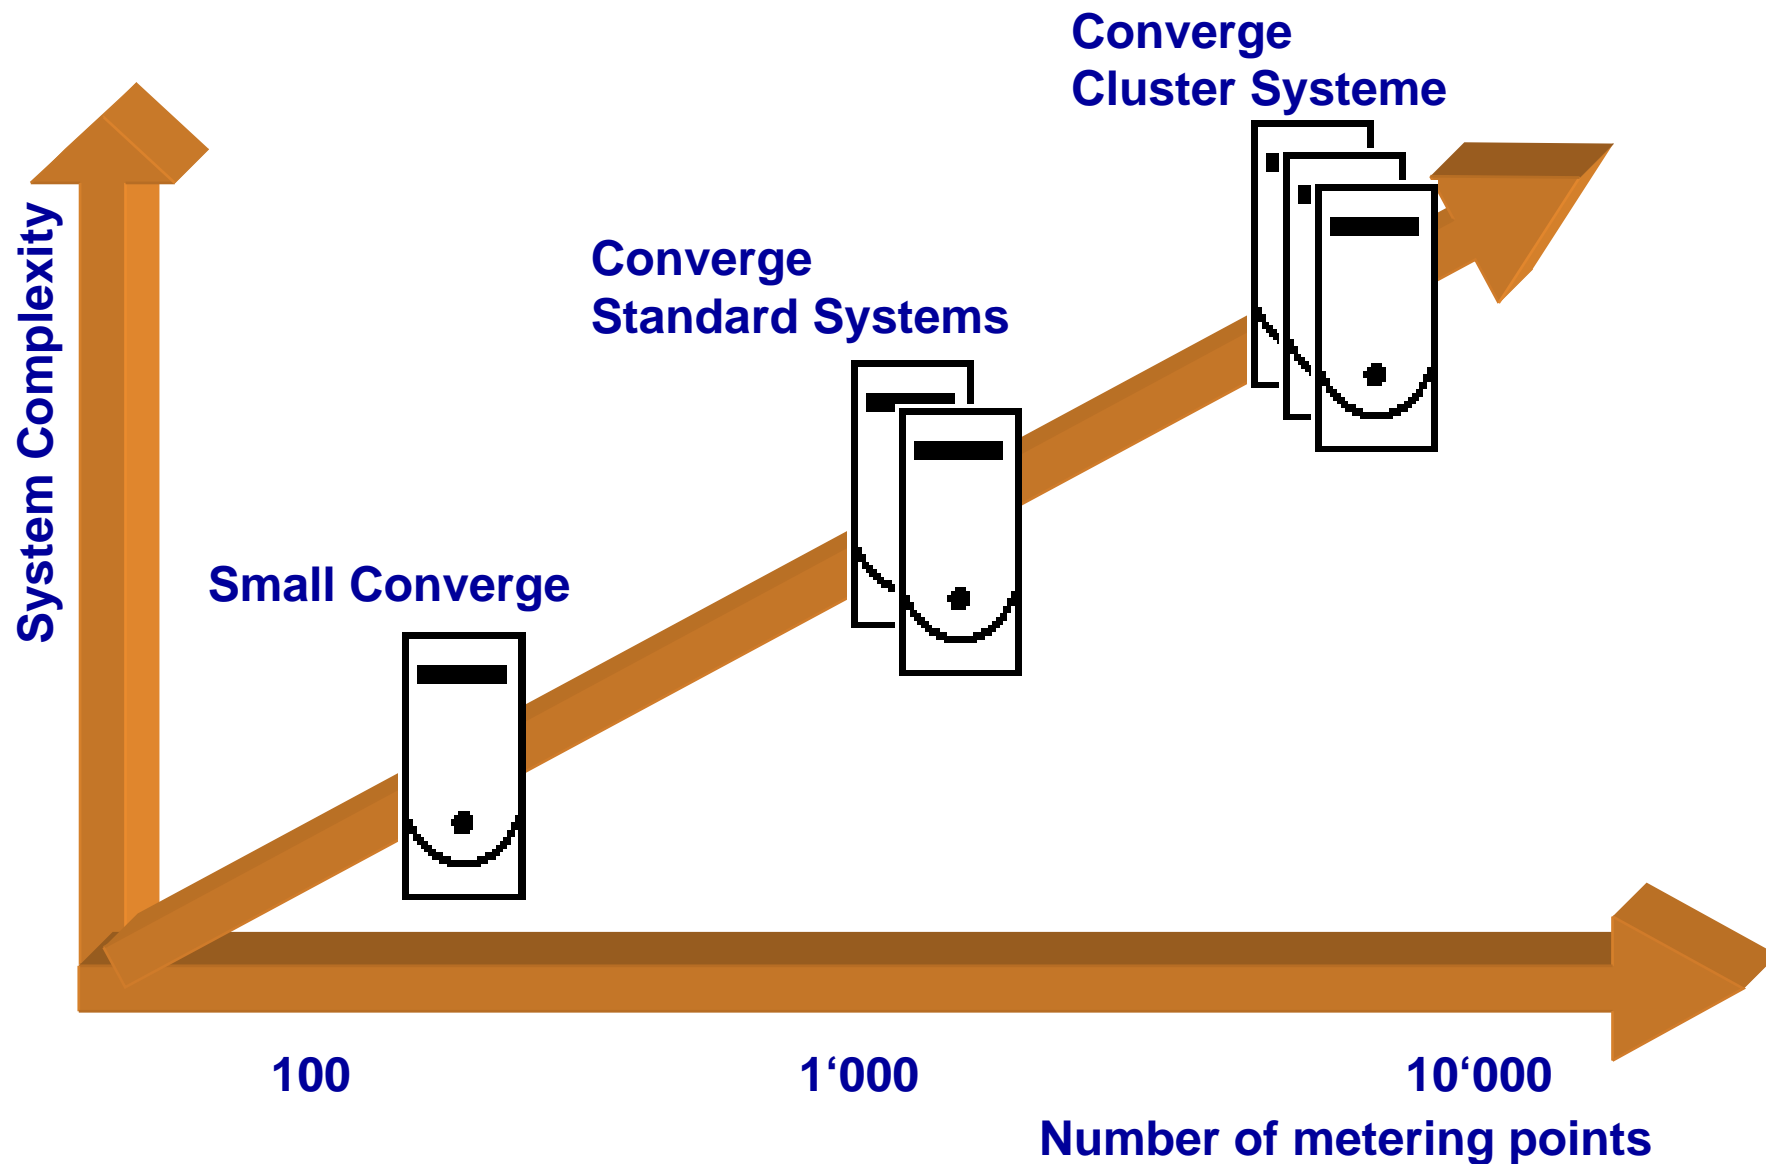 Converge
Cluster Systeme
Converge
Standard Systems
System Complexity
Small Converge
100
1‘000
10‘000
Number of metering points